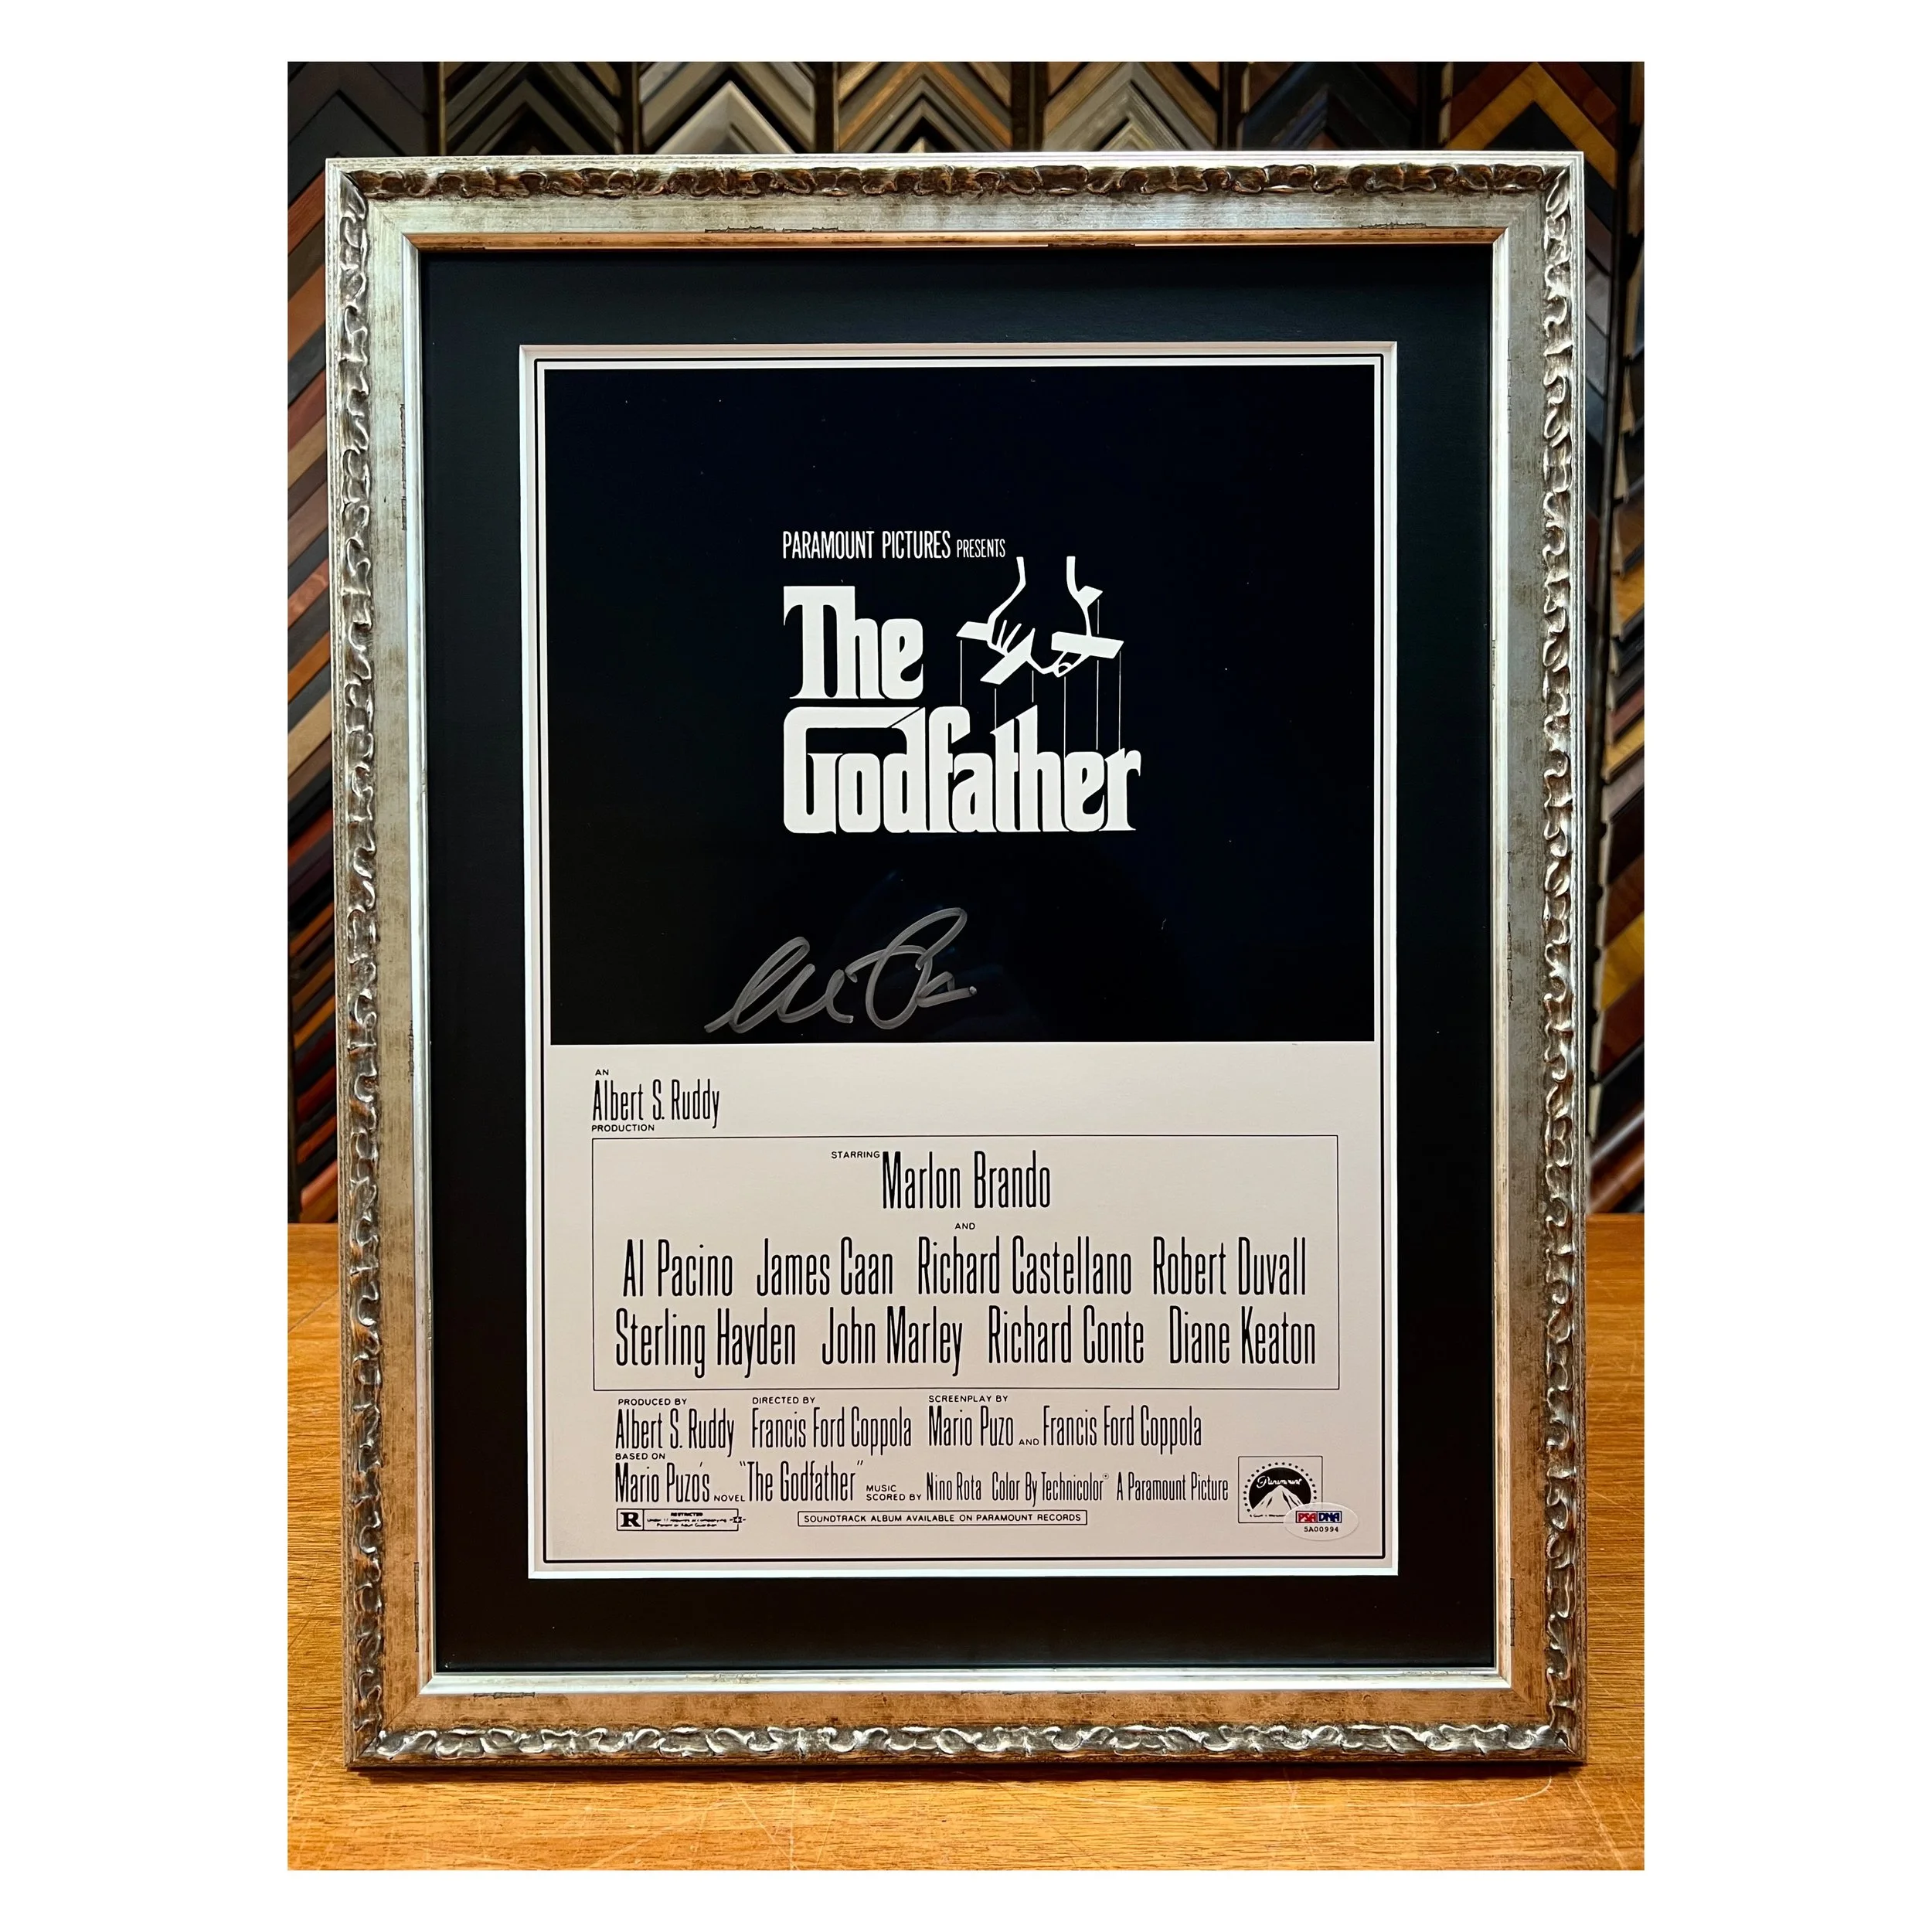 PARAMOUNT PICTURES PRESENTS
The
Godfather
AN
Albert S. Ruddy
PRODUCTION
STARRING Marlon Brando
AND
Al Pacino James Caan Richard Castellano Robert Duvall
Sterling Hayden John Marley Richard Conte Diane Keaton
PRODUCED BY DIRECTED BY SCREENPLAY BY
Albert S. Ruddy Francis Ford Coppola Mario Puzo AND Francis Ford Coppola
BASED ON
Mario Puzo's NOVEL "The Godfather" MUSIC SCORED BY Nino Rota Color By Technicolor® A Paramount Picture
Paramount
R RESTRICTED
SOUNDTRACK ALBUM AVAILABLE ON PARAMOUNT RECORDS
PSA DNA
5A00994